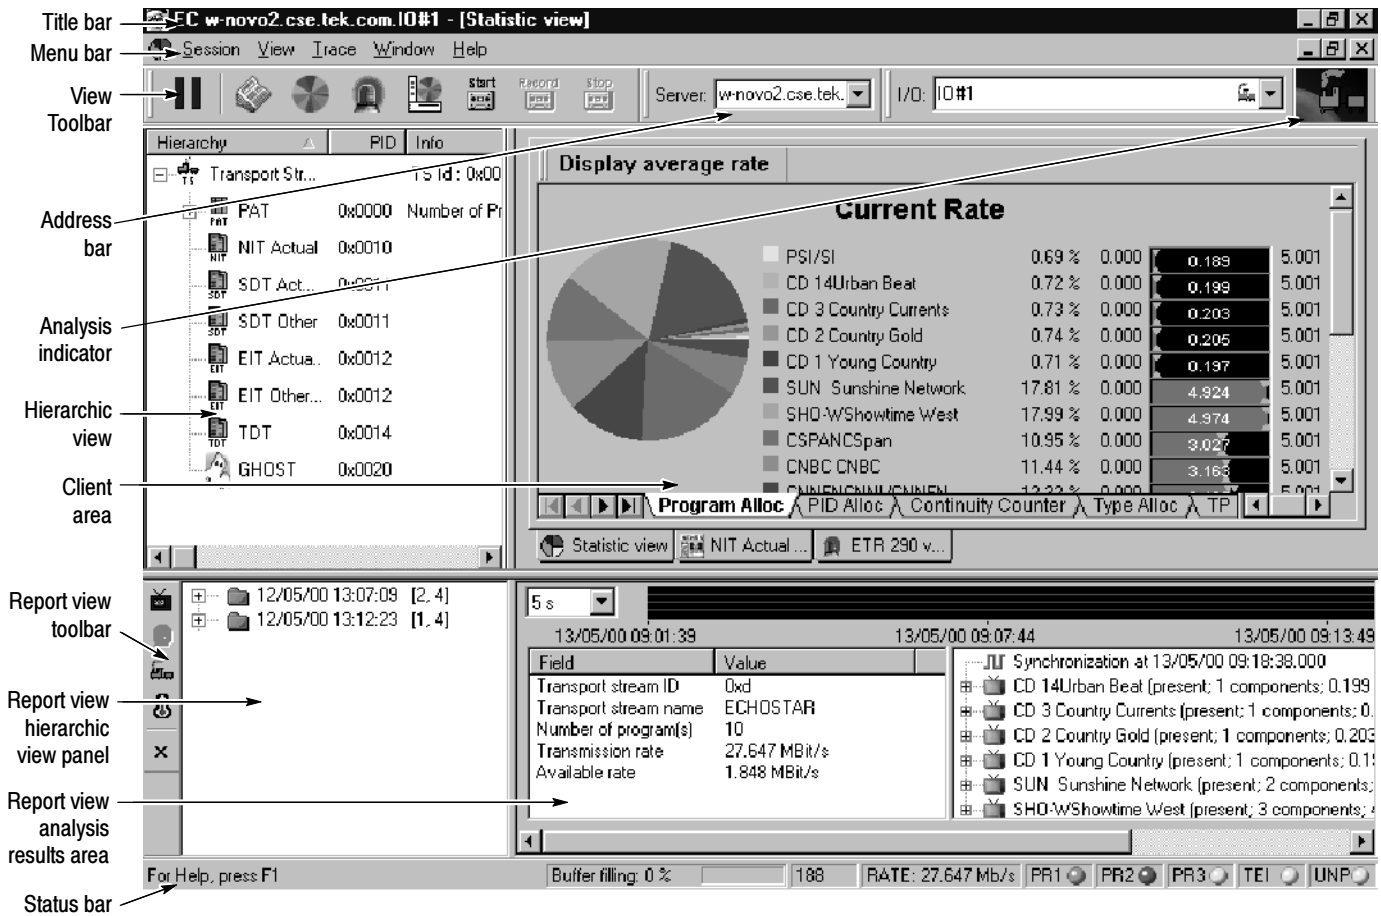 Title bar
EC w-novo2.cse.tek.com.IO#1 - [Statistic view]
Menu bar
Session View Trace Window Help
View
Toolbar
Start Record Stop
Server: w-novo2.cse.tek.
I/O: IO#1
Hierarchy PID Info
Transport Str... TS Id: 0x00
PAT 0x0000 Number of Pr
NIT Actual 0x0010
SDT Act... 0x0011
SDT Other 0x0011
EIT Actua.. 0x0012
EIT Other... 0x0012
TDT 0x0014
GHOST 0x0020
TS
PAT
NIT
SDT
SDT
EIT
EIT
TDT
Address
bar
Analysis
indicator
Hierarchic
view
Client
area
Display average rate
Current Rate
PSI/SI 0.69 % 0.000 0.189 5.001
CD 14Urban Beat 0.72 % 0.000 0.199 5.001
CD 3 Country Currents 0.73 % 0.000 0.203 5.001
CD 2 Country Gold 0.74 % 0.000 0.205 5.001
CD 1 Young Country 0.71 % 0.000 0.197 5.001
SUN Sunshine Network 17.81 % 0.000 4.924 5.001
SHO-WShowtime West 17.99 % 0.000 4.974 5.001
CSPANCSpan 10.95 % 0.000 3.027 5.001
CNBC CNBC 11.44 % 0.000 3.163 5.001
Program Alloc PID Alloc Continuity Counter Type Alloc TP
Statistic view NIT Actual ... ETR 290 v...
Report view
toolbar
Report view
hierarchic
view panel
Report view
analysis
results area
12/05/00 13:07:09 [2, 4]
12/05/00 13:12:23 [1, 4]
5 s
13/05/00 09:01:39 13/05/00 09:07:44 13/05/00 09:13:49
Field Value
Transport stream ID 0xd
Transport stream name ECHOSTAR
Number of program(s) 10
Transmission rate 27.647 MBit/s
Available rate 1.848 MBit/s
Synchronization at 13/05/00 09:18:38.000
CD 14Urban Beat (present; 1 components; 0.199
CD 3 Country Currents (present; 1 components; 0.
CD 2 Country Gold (present; 1 components; 0.203
CD 1 Young Country (present; 1 components; 0.1
SUN Sunshine Network (present; 2 components;
SHO-WShowtime West (present; 3 components;
For Help, press F1
Buffer filling: 0 % 188 RATE: 27.647 Mb/s PR1 PR2 PR3 TEI UNP
Status bar